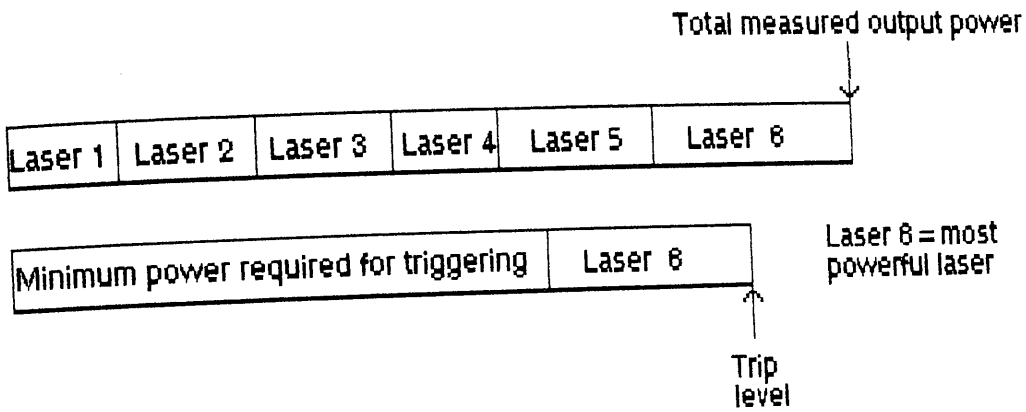 Total measured output power
Laser 1 Laser 2 Laser 3 Laser 4 Laser 5 Laser 6
Minimum power required for triggering Laser 6
Laser 6 = most
powerful laser
Trip
level